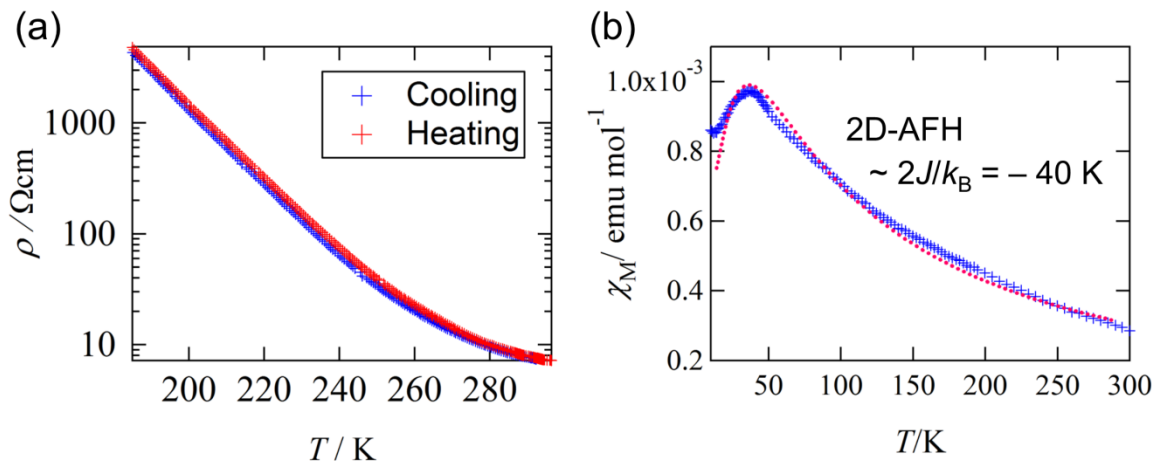 (a)
1000
100
10
ρ /Ωcm
Cooling
Heating
200 220 240 260 280
T / K
(b)
1.0x10⁻³
0.8
0.6
0.4
0.2
χM/ emu mol⁻¹
2D-AFH
~ 2J/kB = – 40 K
50 100 150 200 250 300
T/K